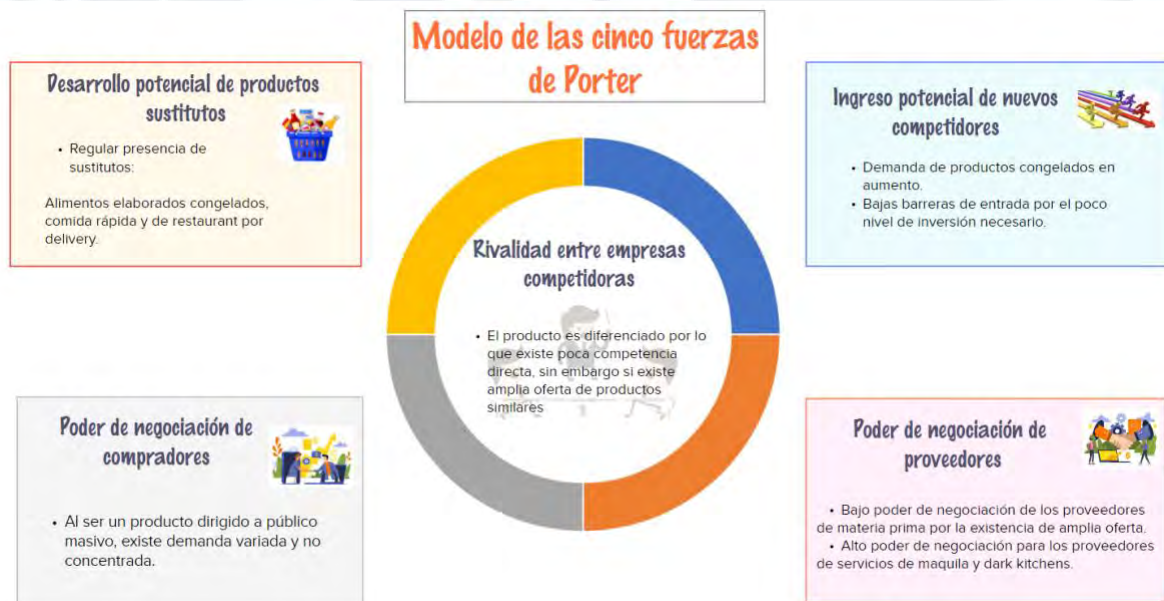 Modelo de las cinco fuerzas
de Porter
Desarrollo potencial de productos
sustitutos
• Regular presencia de
sustitutos:
Alimentos elaborados congelados,
comida rápida y de restaurant por
delivery.
Ingreso potencial de nuevos
competidores
• Demanda de productos congelados en
aumento.
• Bajas barreras de entrada por el poco
nivel de inversión necesario.
Rivalidad entre empresas
competidoras
• El producto es diferenciado por lo
que existe poca competencia
directa, sin embargo si existe
amplia oferta de productos
similares
Poder de negociación de
compradores
• Al ser un producto dirigido a público
masivo, existe demanda variada y no
concentrada.
Poder de negociación de
proveedores
• Bajo poder de negociación de los proveedores
de materia prima por la existencia de amplia oferta.
• Alto poder de negociación para los proveedores
de servicios de maquila y dark kitchens.